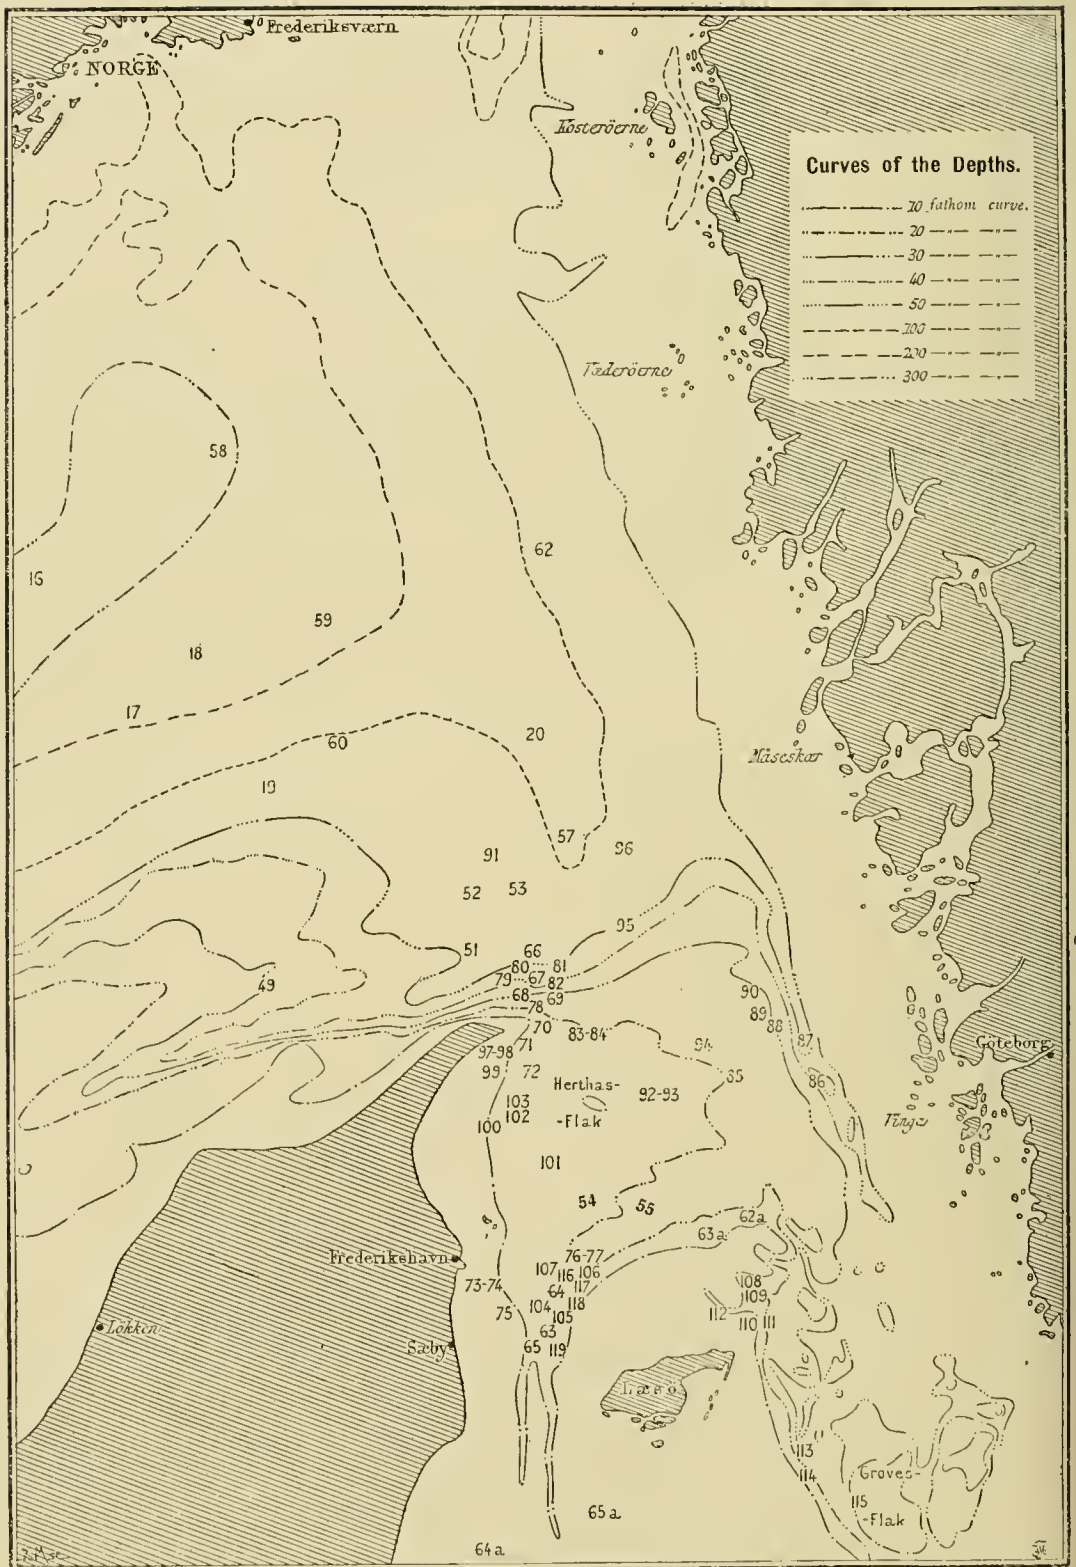 Frederiksværn
NORGE
Kosteröerne
Curves of the Depths.
10 fathom curve.
20 — " — — " —
30 — " — — " —
40 — " — — " —
50 — " — — " —
100 — " — — " —
200 — " — — " —
300 — " — — " —
58
62
16
59
18
17
60
20
Måseskär
19
57
96
91
52
53
95
51
66
80
81
79
67
82
49
68
69
90
78
89
70
83-84
88
71
94
87
Göteborg
97-98
99
72
85
86
Herthas-
92-93
103
102
-Flak
100
101
54
55
62a
63a
Frederikshavn
76-77
107
116
106
108
73-74
64
117
109
104
118
75
105
112
110
111
Lökken
63
Sæby
65
119
Læsö
113
114
Groves-
115
-Flak
65a
64a